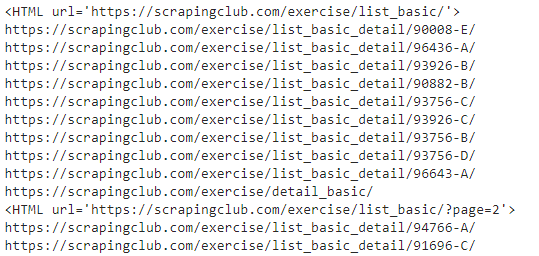 <HTML url='https://scrapingclub.com/exercise/list_basic/'>
https://scrapingclub.com/exercise/list_basic_detail/90008-E/
https://scrapingclub.com/exercise/list_basic_detail/96436-A/
https://scrapingclub.com/exercise/list_basic_detail/93926-B/
https://scrapingclub.com/exercise/list_basic_detail/90882-B/
https://scrapingclub.com/exercise/list_basic_detail/93756-C/
https://scrapingclub.com/exercise/list_basic_detail/93926-C/
https://scrapingclub.com/exercise/list_basic_detail/93756-B/
https://scrapingclub.com/exercise/list_basic_detail/93756-D/
https://scrapingclub.com/exercise/list_basic_detail/96643-A/
https://scrapingclub.com/exercise/detail_basic/
<HTML url='https://scrapingclub.com/exercise/list_basic/?page=2'>
https://scrapingclub.com/exercise/list_basic_detail/94766-A/
https://scrapingclub.com/exercise/list_basic_detail/91696-C/